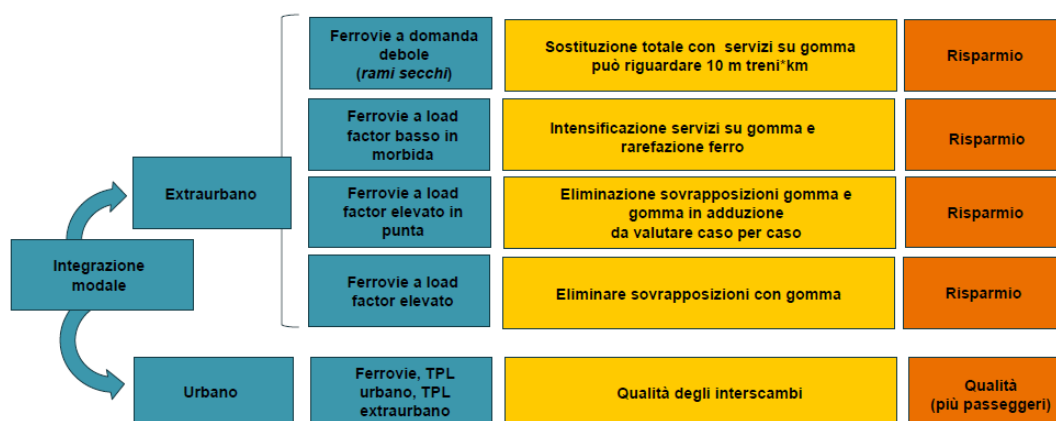 Ferrovie a domanda
debole
(rami secchi)
Sostituzione totale con servizi su gomma
può riguardare 10 m treni*km
Risparmio
Ferrovie a load
factor basso in
morbida
Intensificazione servizi su gomma e
rarefazione ferro
Risparmio
Extraurbano
Ferrovie a load
factor elevato in
punta
Eliminazione sovrapposizioni gomma e
gomma in adduzione
da valutare caso per caso
Risparmio
Integrazione
modale
Ferrovie a load
factor elevato
Eliminare sovrapposizioni con gomma
Risparmio
Urbano
Ferrovie, TPL
urbano, TPL
extraurbano
Qualità degli interscambi
Qualità
(più passeggeri)